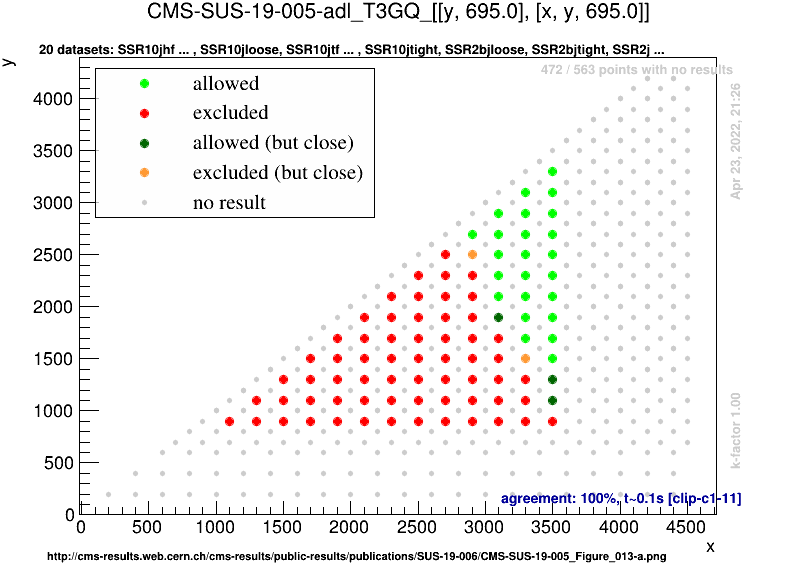 CMS-SUS-19-005-adl_T3GQ_[[y, 695.0], [x, y, 695.0]]
20 datasets: SSR10jhf ... , SSR10jloose, SSR10jtf ... , SSR10jtight, SSR2bjloose, SSR2bjtight, SSR2j ...
y
472 / 563 points with no results
allowed
excluded
allowed (but close)
excluded (but close)
no result
Apr 23, 2022, 21:26
k-factor 1.00
4000
3500
3000
2500
2000
1500
1000
500
0
agreement: 100%, t~0.1s [clip-c1-11]
0 500 1000 1500 2000 2500 3000 3500 4000 4500
x
http://cms-results.web.cern.ch/cms-results/public-results/publications/SUS-19-006/CMS-SUS-19-005_Figure_013-a.png